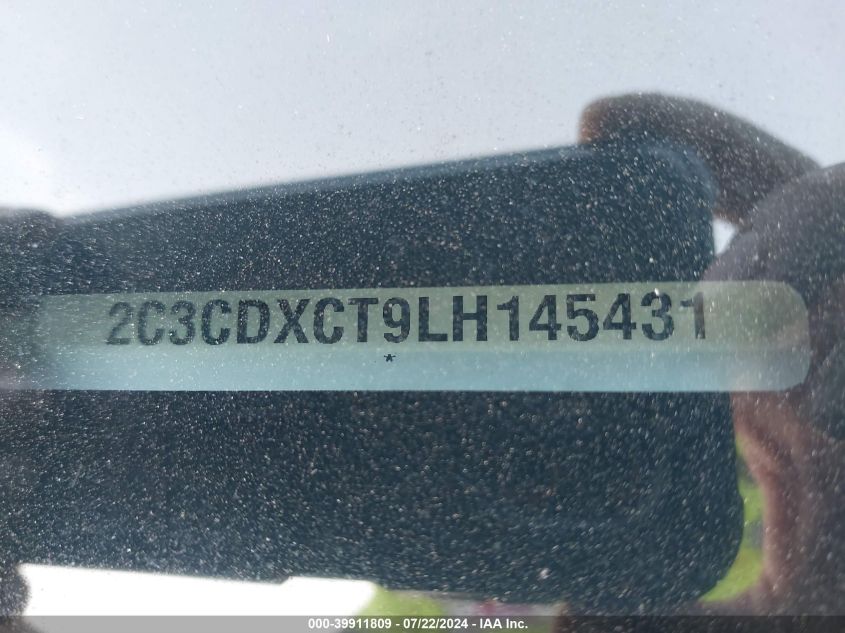 2C3CDXCT9LH145431
*
000-39911809 / 07/22/2024 - IAA Inc.